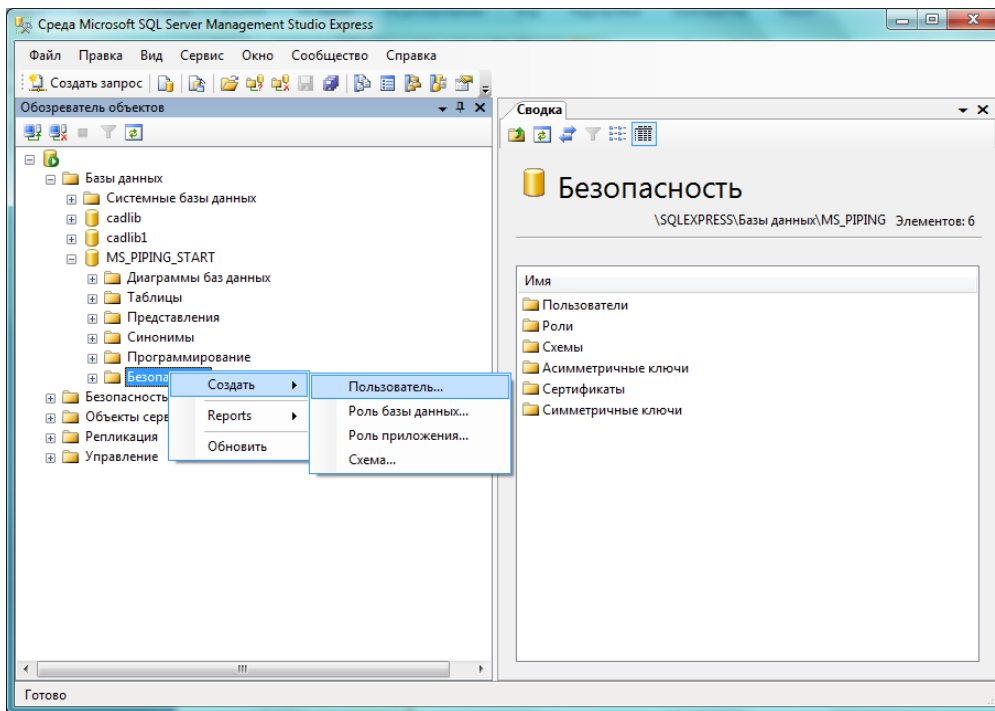 Среда Microsoft SQL Server Management Studio Express
Файл Правка Вид Сервис Окно Сообщество Справка
Создать запрос
Обозреватель объектов
Базы данных
Системные базы данных
cadlib
cadlib1
MS_PIPING_START
Диаграммы баз данных
Таблицы
Представления
Синонимы
Программирование
Безопа
Безопасность
Объекты серв
Репликация
Управление
Создать
Reports
Обновить
Пользователь...
Роль базы данных...
Роль приложения...
Схема...
Сводка
Безопасность
\SQLEXPRESS\Базы данных\MS_PIPING Элементов: 6
Имя
Пользователи
Роли
Схемы
Асимметричные ключи
Сертификаты
Симметричные ключи
Готово